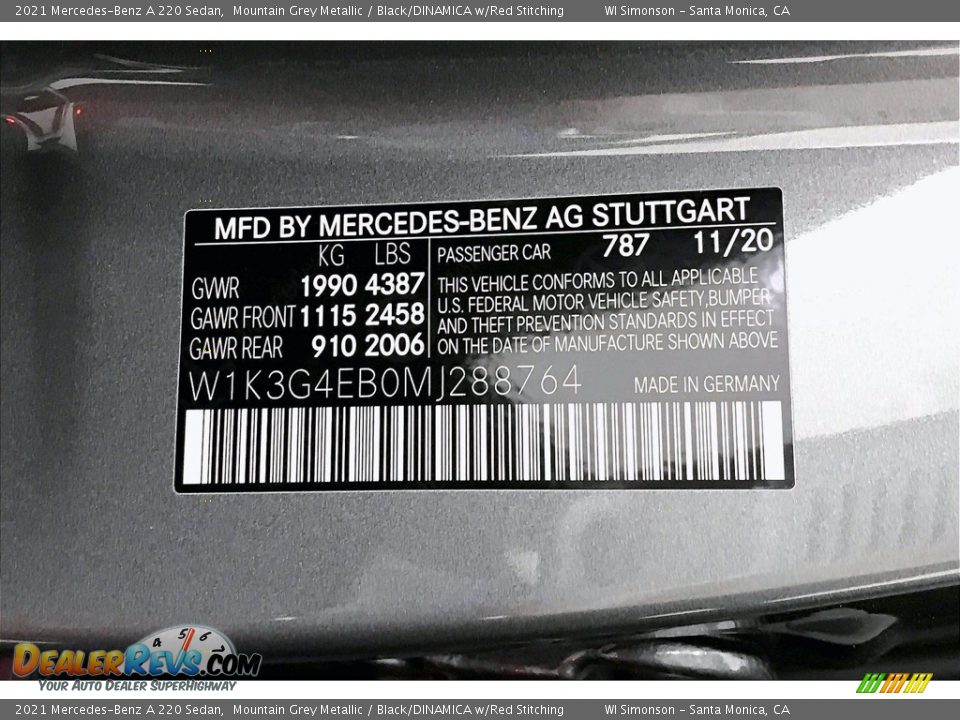 2021 Mercedes-Benz A 220 Sedan, Mountain Grey Metallic / Black/DINAMICA w/Red Stitching WI Simonson - Santa Monica, CA
MFD BY MERCEDES-BENZ AG STUTTGART
KG LBS PASSENGER CAR 787 11/20
GWR 1990 4387
GAWR FRONT 1115 2458
GAWR REAR 910 2006
THIS VEHICLE CONFORMS TO ALL APPLICABLE
U.S. FEDERAL MOTOR VEHICLE SAFETY,BUMPER
AND THEFT PREVENTION STANDARDS IN EFFECT
ON THE DATE OF MANUFACTURE SHOWN ABOVE
W1K3G4EB0MJ288764 MADE IN GERMANY
4 5 6
DEALERREVS.COM
YOUR AUTO DEALER SUPERHIGHWAY
2021 Mercedes-Benz A 220 Sedan, Mountain Grey Metallic / Black/DINAMICA w/Red Stitching WI Simonson - Santa Monica, CA